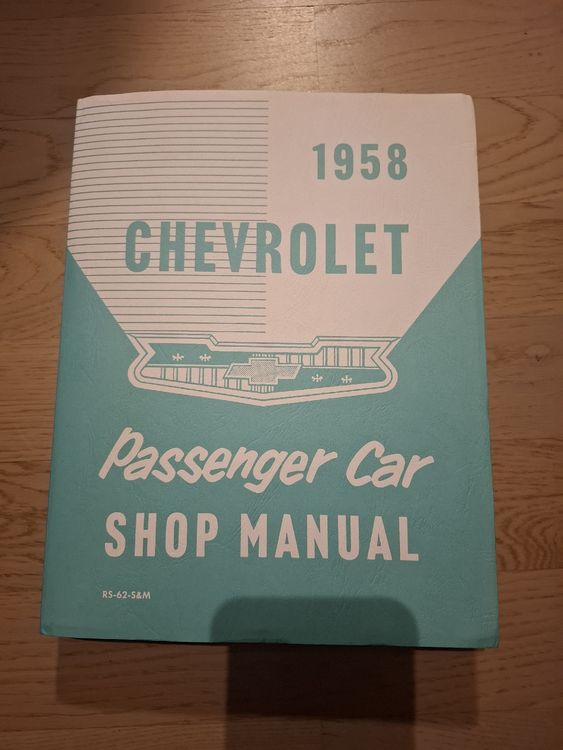 1958
CHEVROLET
Passenger Car
SHOP MANUAL
RS-62-S&M